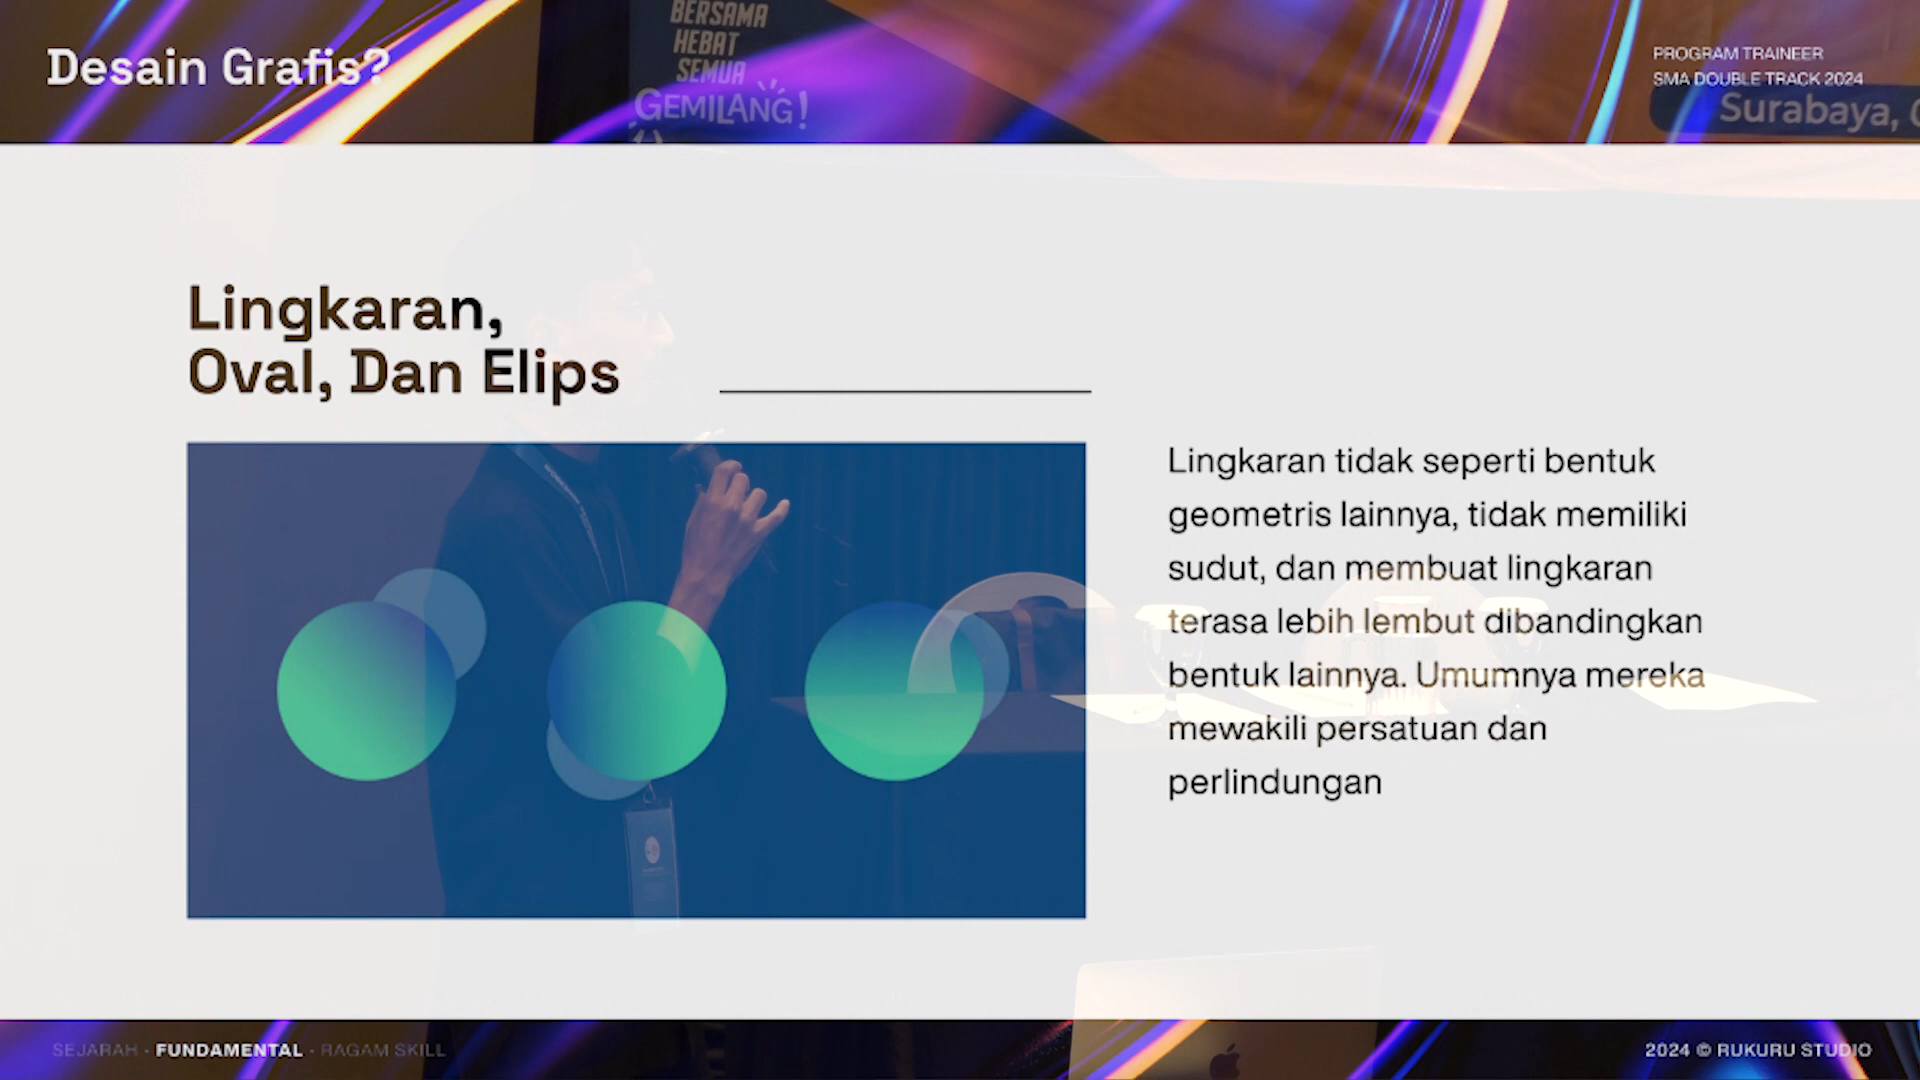 Desain Grafis?
BERSAMA
HEBAT
SEMUA
GEMILANG!
PROGRAM TRAINEER
SMA DOUBLE TRACK 2024
Surabaya,
Lingkaran,
Oval, Dan Elips
Lingkaran tidak seperti bentuk
geometris lainnya, tidak memiliki
sudut, dan membuat lingkaran
terasa lebih lembut dibandingkan
bentuk lainnya. Umumnya mereka
mewakili persatuan dan
perlindungan
SEJARAH - FUNDAMENTAL - RAGAM SKILL
2024 © RUKURU STUDIO